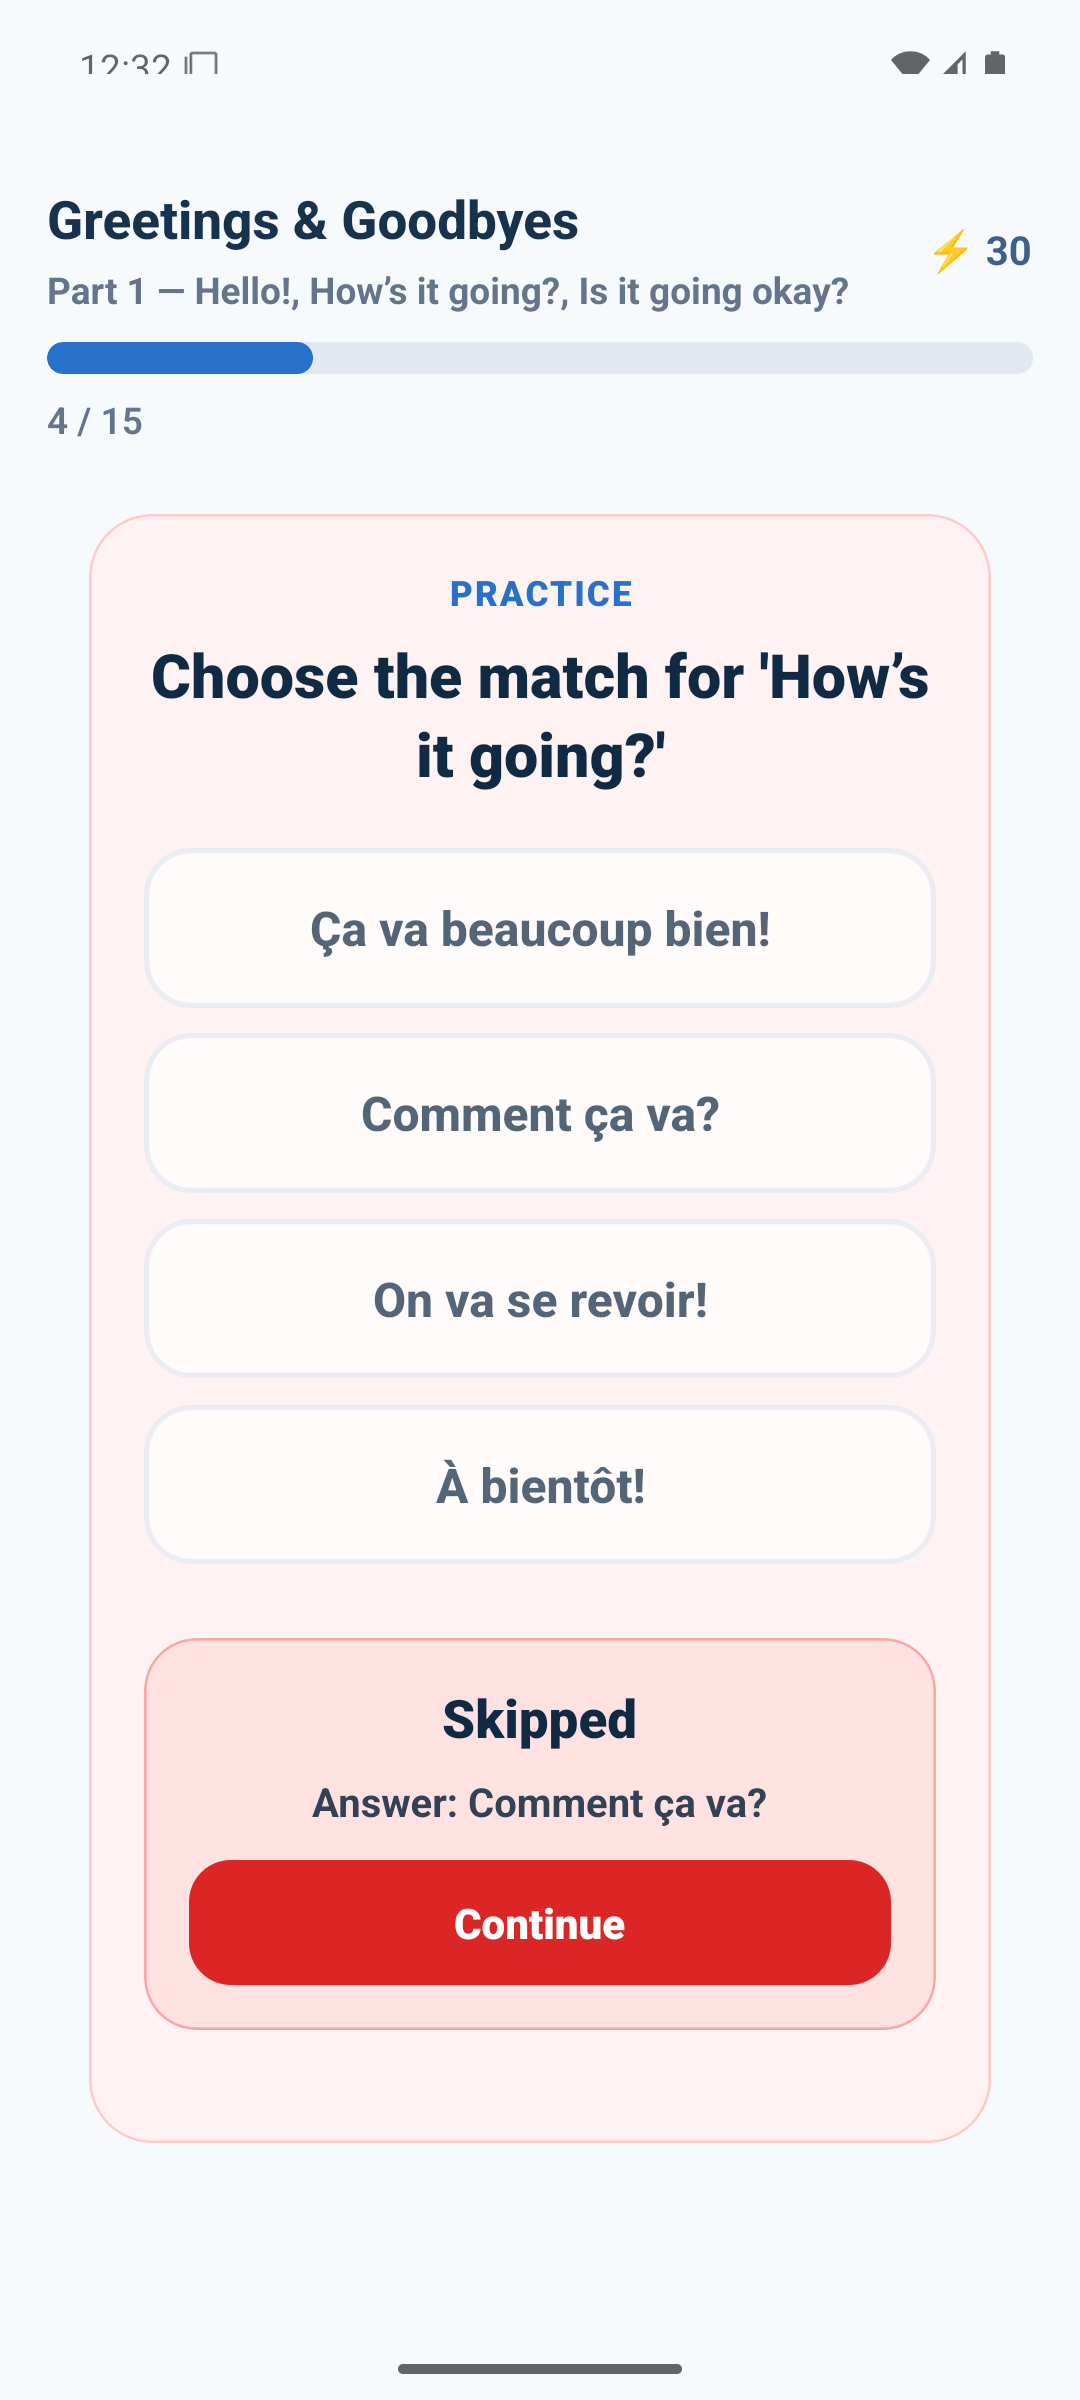 12:32
Greetings & Goodbyes
⚡ 30
Part 1 — Hello!, How’s it going?, Is it going okay?
4 / 15
PRACTICE
Choose the match for 'How’s
it going?'
Ça va beaucoup bien!
Comment ça va?
On va se revoir!
À bientôt!
Skipped
Answer: Comment ça va?
Continue